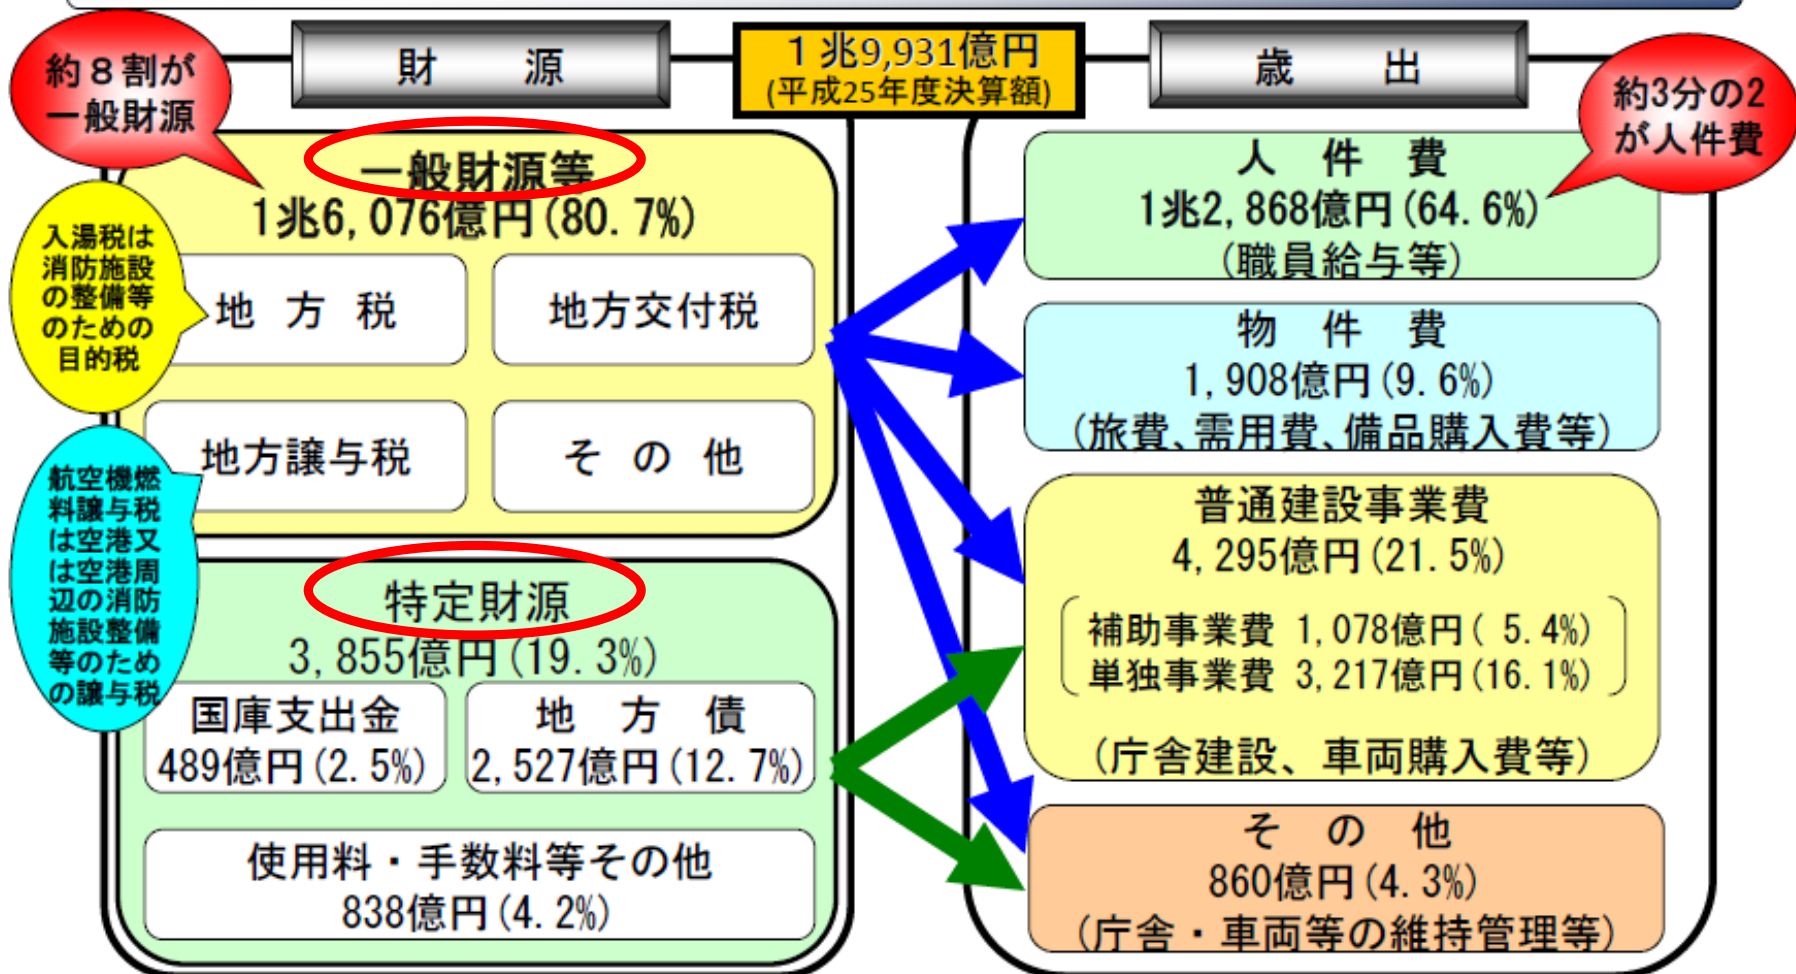 財　源
1兆9,931億円
(平成25年度決算額)
歳　出
約８割が
一般財源
約3分の2
が人件費
一般財源等
1兆6,076億円(80.7%)
入湯税は
消防施設
の整備等
のための
目的税
地 方 税
地方交付税
地方譲与税
そ の 他
航空機燃
料譲与税
は空港又
は空港周
辺の消防
施設整備
等のため
の譲与税
特定財源
3,855億円(19.3%)
国庫支出金
489億円(2.5%)
地　方　債
2,527億円(12.7%)
使用料・手数料等その他
838億円(4.2%)
人　件　費
1兆2,868億円(64.6%)
(職員給与等)
物　件　費
1,908億円(9.6%)
(旅費、需用費、備品購入費等)
普通建設事業費
4,295億円(21.5%)
補助事業費 1,078億円( 5.4%)
単独事業費 3,217億円(16.1%)
(庁舎建設、車両購入費等)
そ　の　他
860億円(4.3%)
(庁舎・車両等の維持管理等)